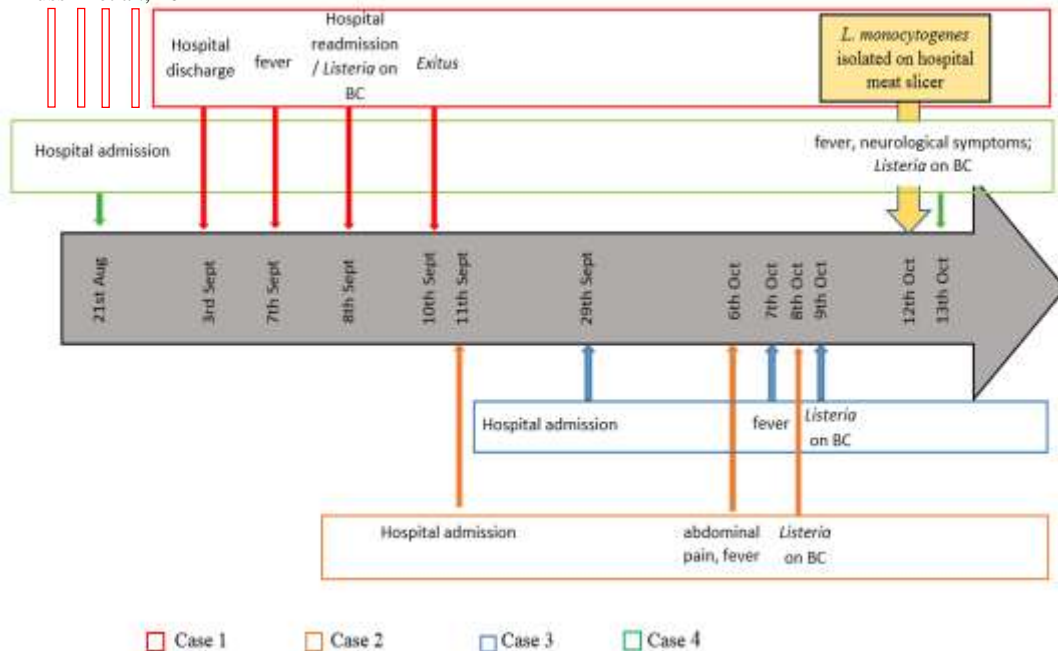 Hospital
discharge
fever
Hospital
readmission
/ Listeria on
BC
Exitus
L. monocytogenes
isolated on hospital
meat slicer
Hospital admission
fever, neurological symptoms;
Listeria on BC
21st Aug
3rd Sept
7th Sept
8th Sept
10th Sept
11th Sept
29th Sept
6th Oct
7th Oct
8th Oct
9th Oct
12th Oct
13th Oct
Hospital admission
fever
Listeria
on BC
Hospital admission
abdominal
pain, fever
Listeria
on BC
Case 1
Case 2
Case 3
Case 4